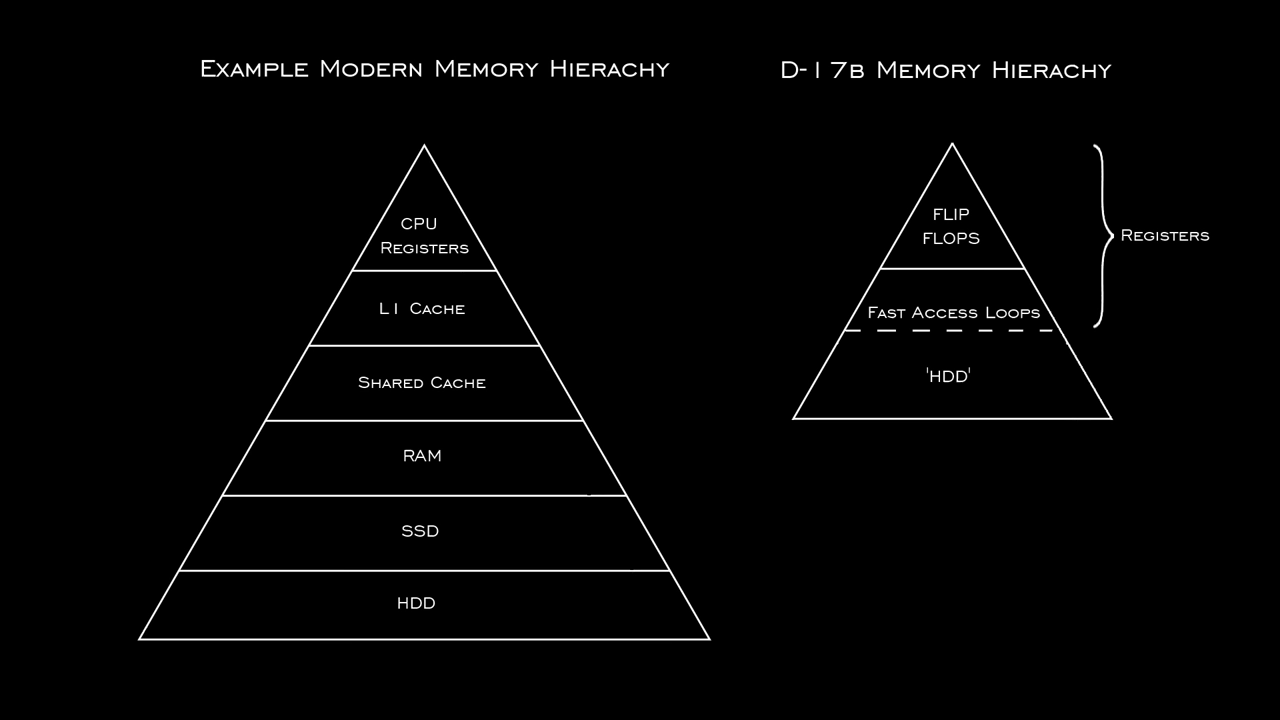 Example Modern Memory Hierachy
D-17b Memory Hierachy
CPU
Registers
L1 Cache
Shared Cache
RAM
SSD
HDD
FLIP
FLOPS
Registers
Fast Access Loops
'HDD'